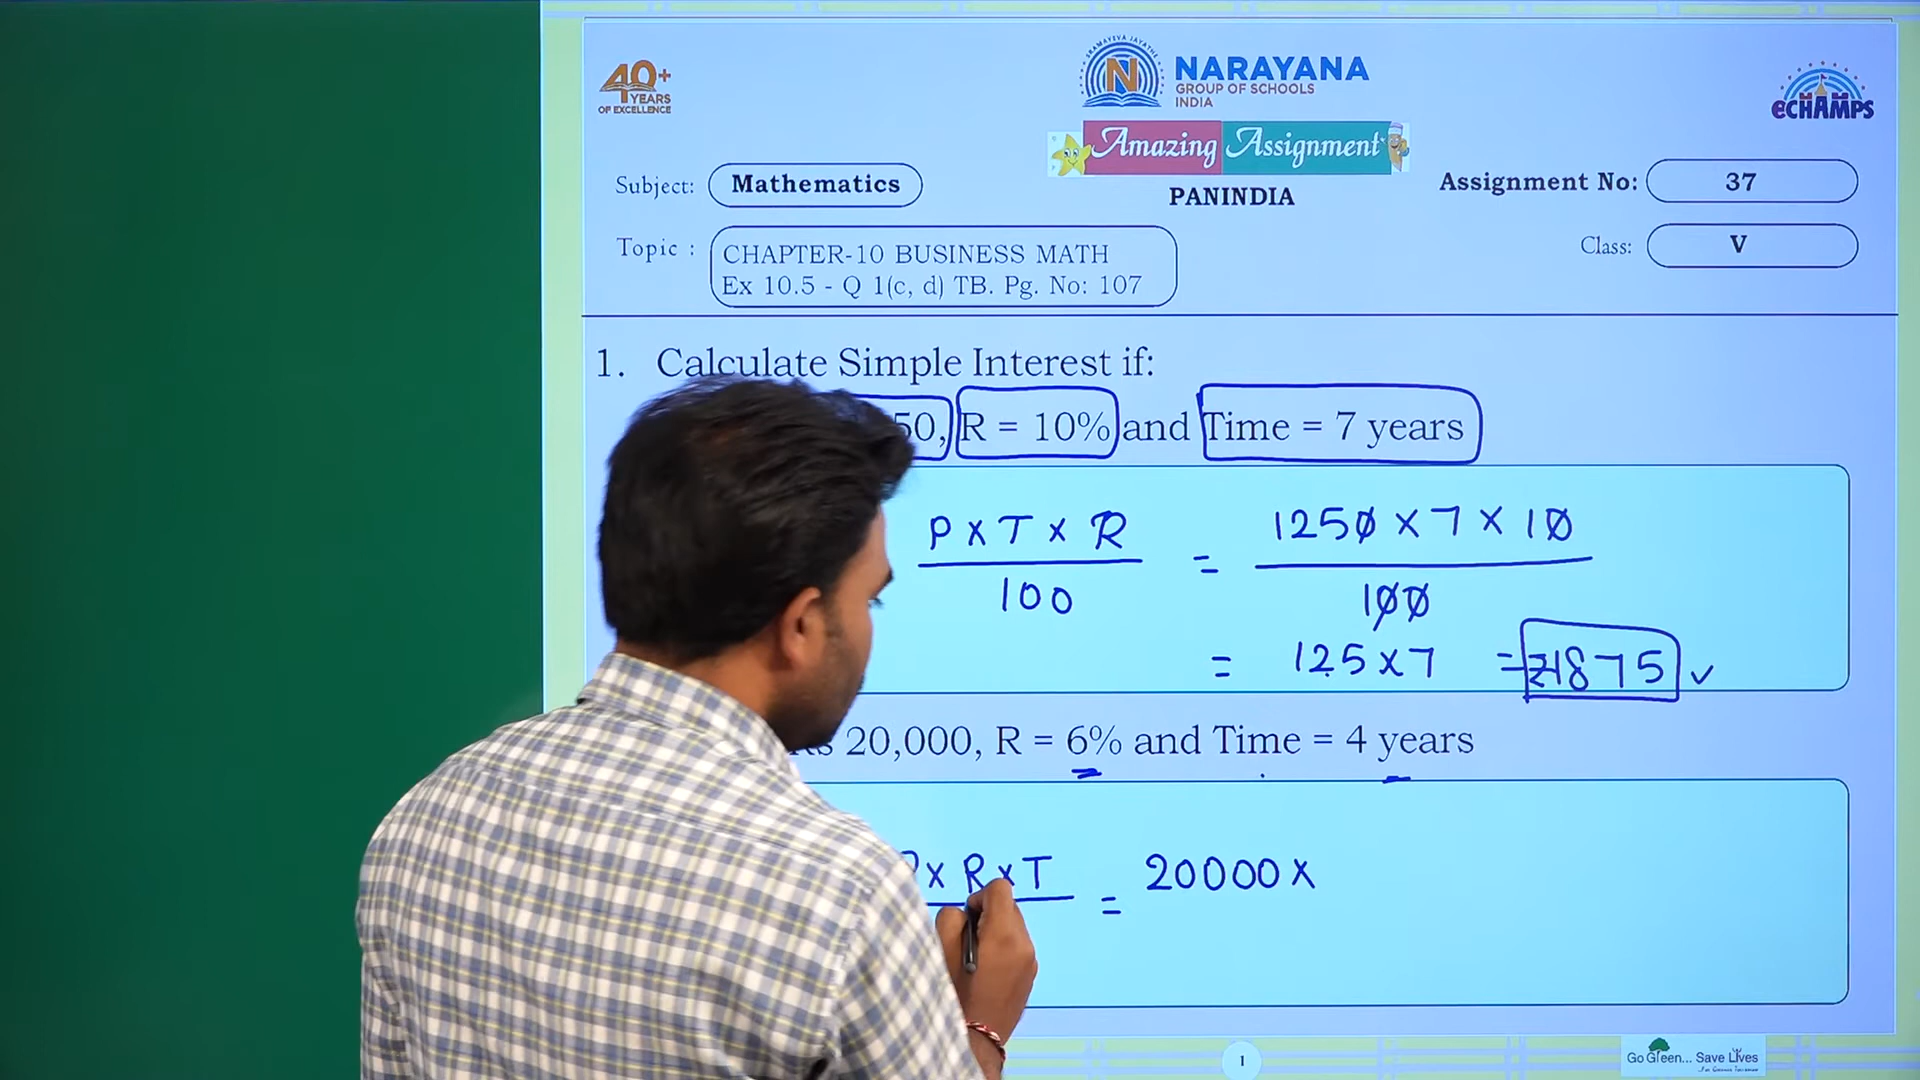 40+
YEARS
OF EXCELLENCE
SRAMAYEVA JAYATHE
N
NARAYANA
GROUP OF SCHOOLS
INDIA
eCHAMPS
Amazing Assignment
PANINDIA
Subject: Mathematics
Assignment No: 37
Topic : CHAPTER-10 BUSINESS MATH
Ex 10.5 - Q 1(c, d) TB. Pg. No: 107
Class: V
1. Calculate Simple Interest if:
50, R = 10% and Time = 7 years
P x T x R = 1250 x 7 x 10
100 100
= 125 x 7 = ₹875
20,000, R = 6% and Time = 4 years
x R x T = 20000 x
1
Go Green... Save Lives